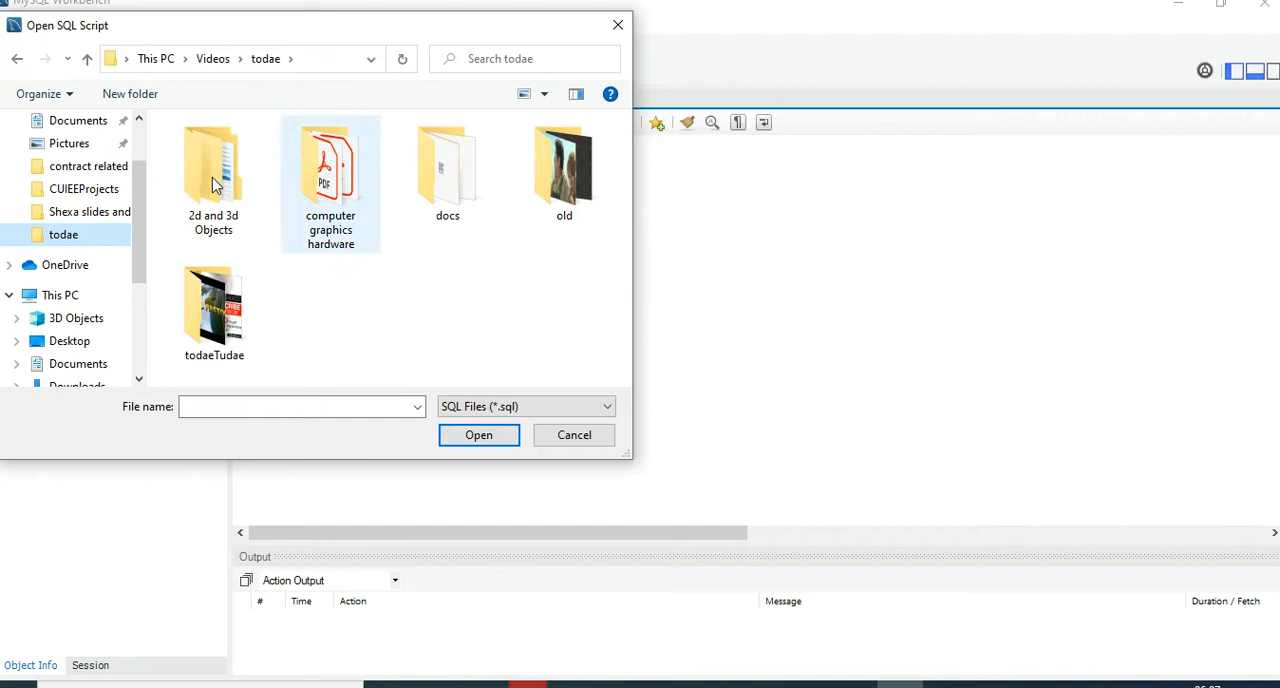 MySQL Workbench
Open SQL Script
This PC
Videos
todae
Search todae
Organize
New folder
Documents
Pictures
contract related
CUIEEProjects
Shexa slides and
todae
OneDrive
This PC
3D Objects
Desktop
Documents
Downloads
2d and 3d
Objects
computer
graphics
hardware
PDF
docs
old
todaeTudae
File name:
SQL Files (*.sql)
Open
Cancel
Output
Action Output
#
Time
Action
Message
Duration / Fetch
Object Info
Session